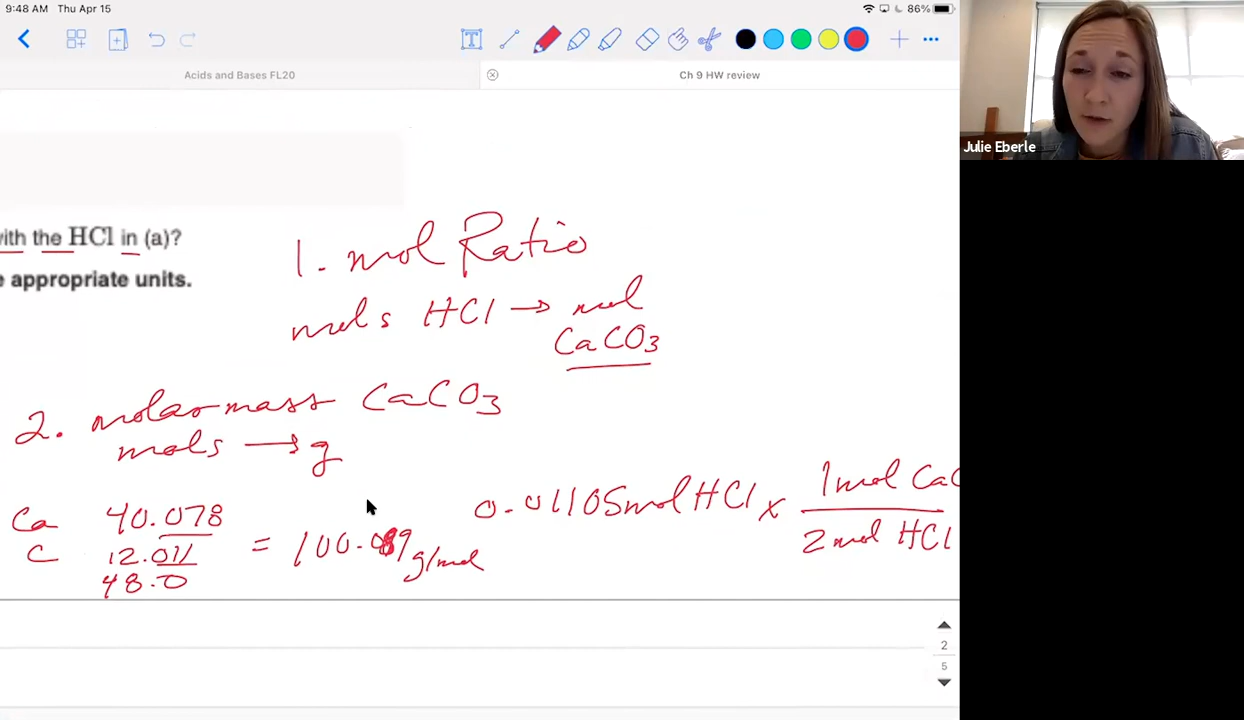 9:48 AM Thu Apr 15
86%
Acids and Bases FL20
Ch 9 HW review
Julie Eberle
with the HCl in (a)?
appropriate units.
1. mol Ratio
mols HCl → mol
CaCO3
2. molar mass CaCO3
mols → g
Ca 40.078
C 12.011
48.0
= 100.089 g/mol
0.01105 mol HCl x 1 mol CaC
2 mol HCl
2
5